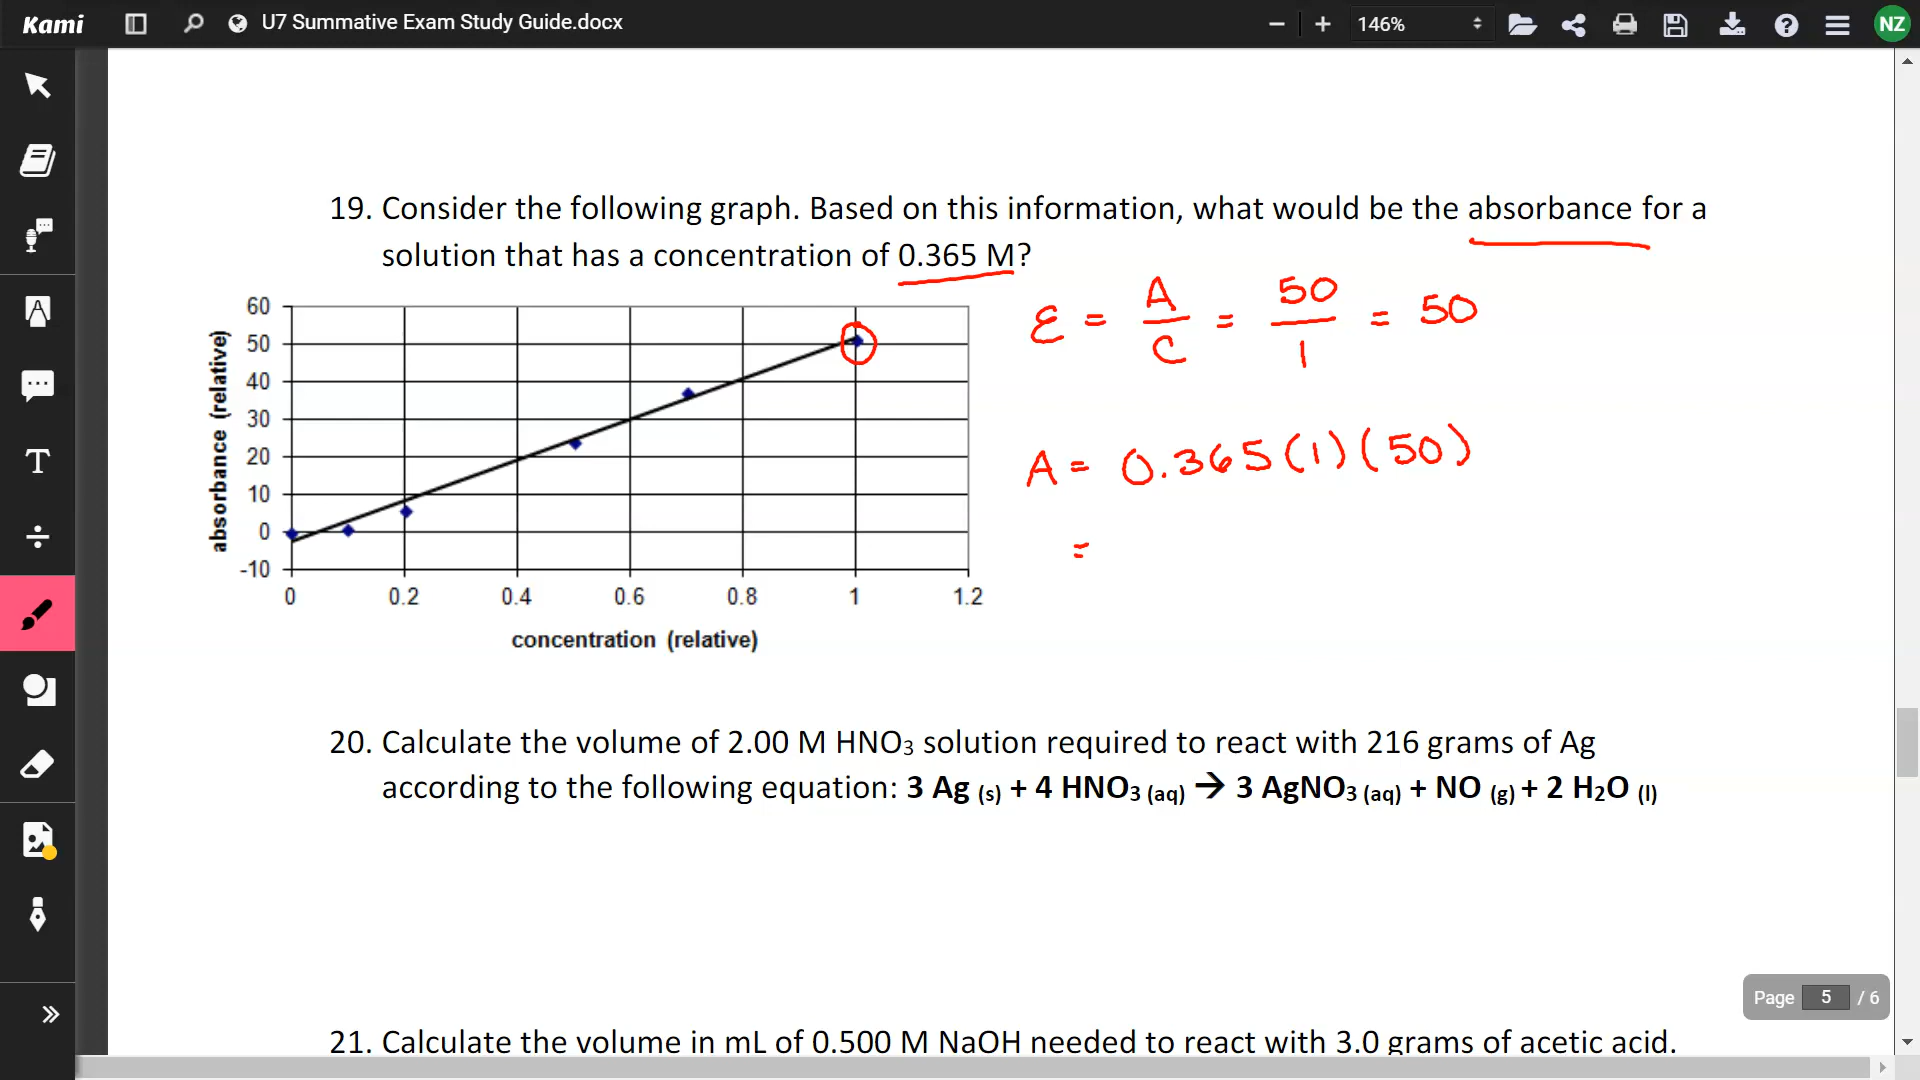 Kami
U7 Summative Exam Study Guide.docx
146%
NZ
19. Consider the following graph. Based on this information, what would be the absorbance for a
solution that has a concentration of 0.365 M?
60
50
40
30
20
10
0
-10
absorbance (relative)
0 0.2 0.4 0.6 0.8 1 1.2
concentration (relative)
ε = A/C = 50/1 = 50
A = 0.365(1)(50)
=
20. Calculate the volume of 2.00 M HNO₃ solution required to react with 216 grams of Ag
according to the following equation: 3 Ag (s) + 4 HNO₃ (aq) → 3 AgNO₃ (aq) + NO (g) + 2 H₂O (l)
Page 5 / 6
21. Calculate the volume in mL of 0.500 M NaOH needed to react with 3.0 grams of acetic acid.